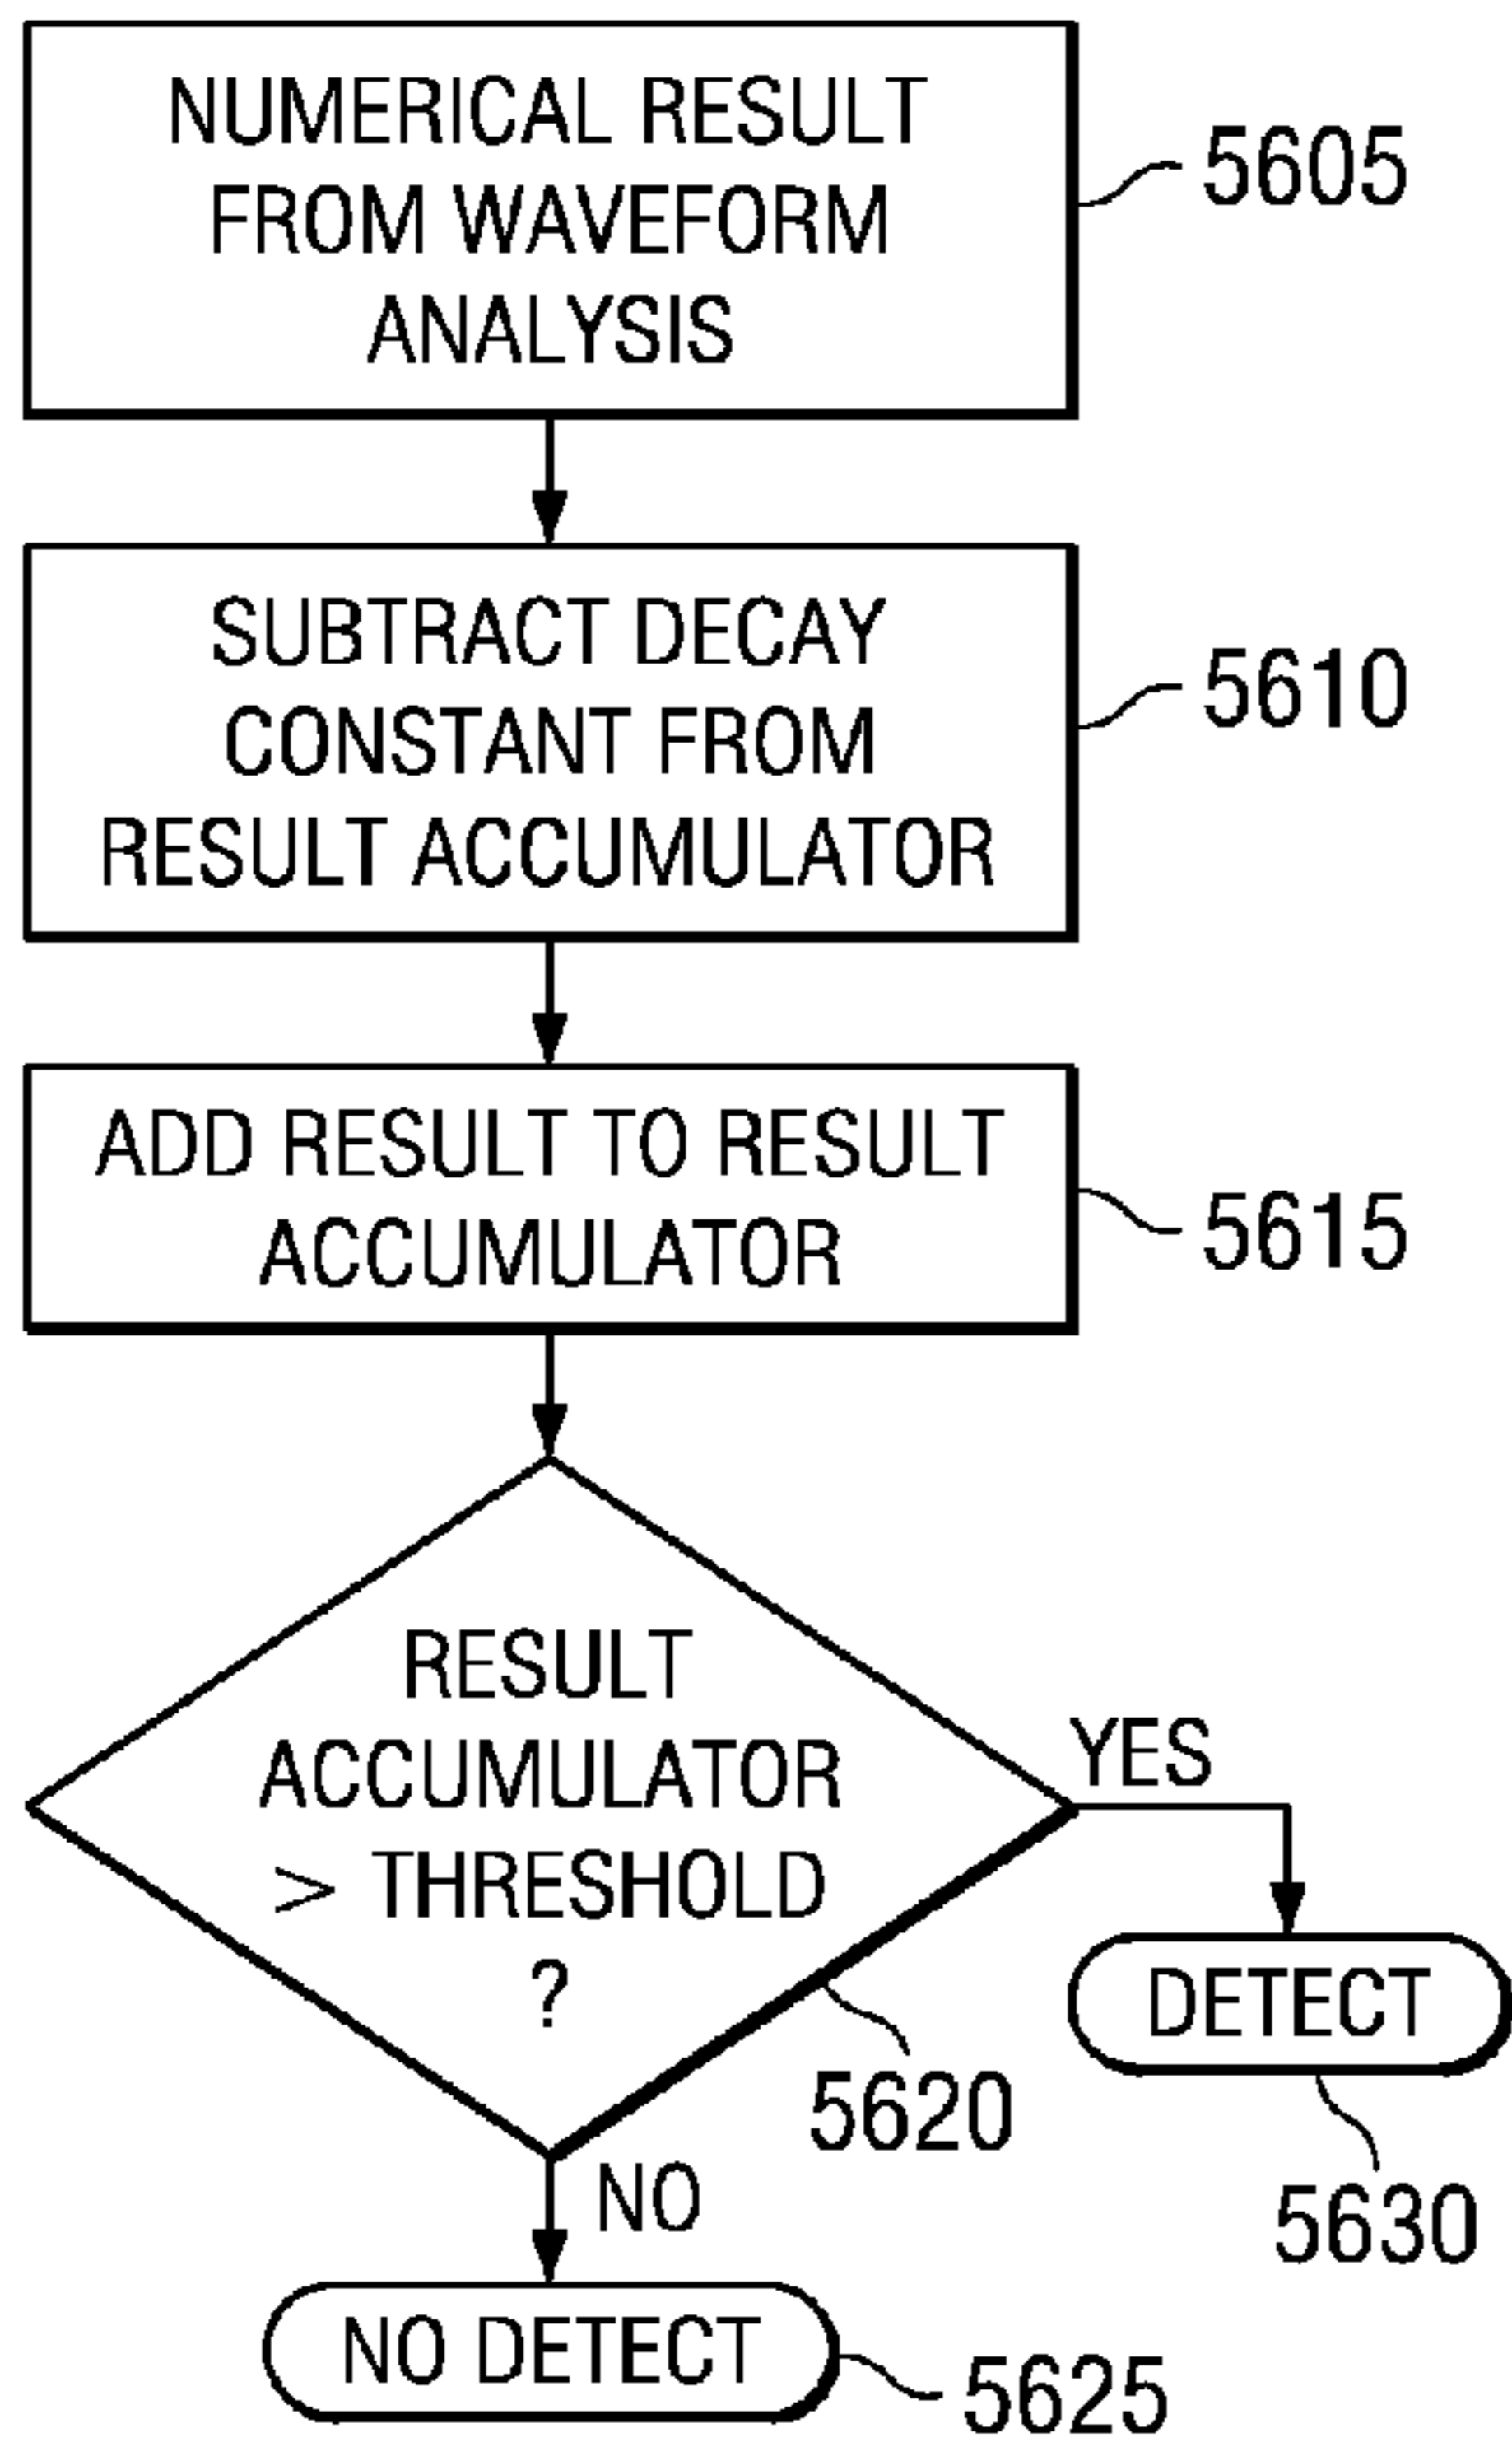 NUMERICAL RESULT
FROM WAVEFORM
ANALYSIS
5605
SUBTRACT DECAY
CONSTANT FROM
RESULT ACCUMULATOR
5610
ADD RESULT TO RESULT
ACCUMULATOR
5615
RESULT
ACCUMULATOR
> THRESHOLD
?
YES
DETECT
5620
5630
NO
NO DETECT
5625